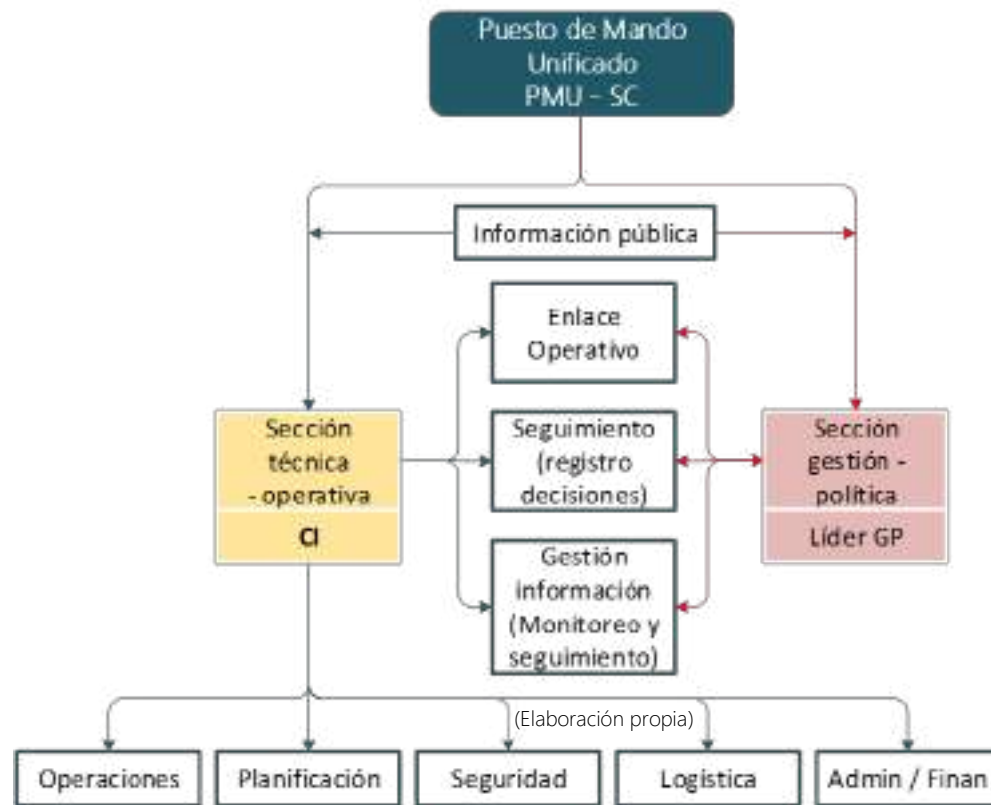 Puesto de Mando
Unificado
PMU - SC
Información pública
Enlace
Operativo
Sección
técnica
- operativa
CI
Seguimiento
(registro
decisiones)
Sección
gestión -
política
Líder GP
Gestión
información
(Monitoreo y
seguimiento)
(Elaboración propia)
Operaciones
Planificación
Seguridad
Logística
Admin / Finan